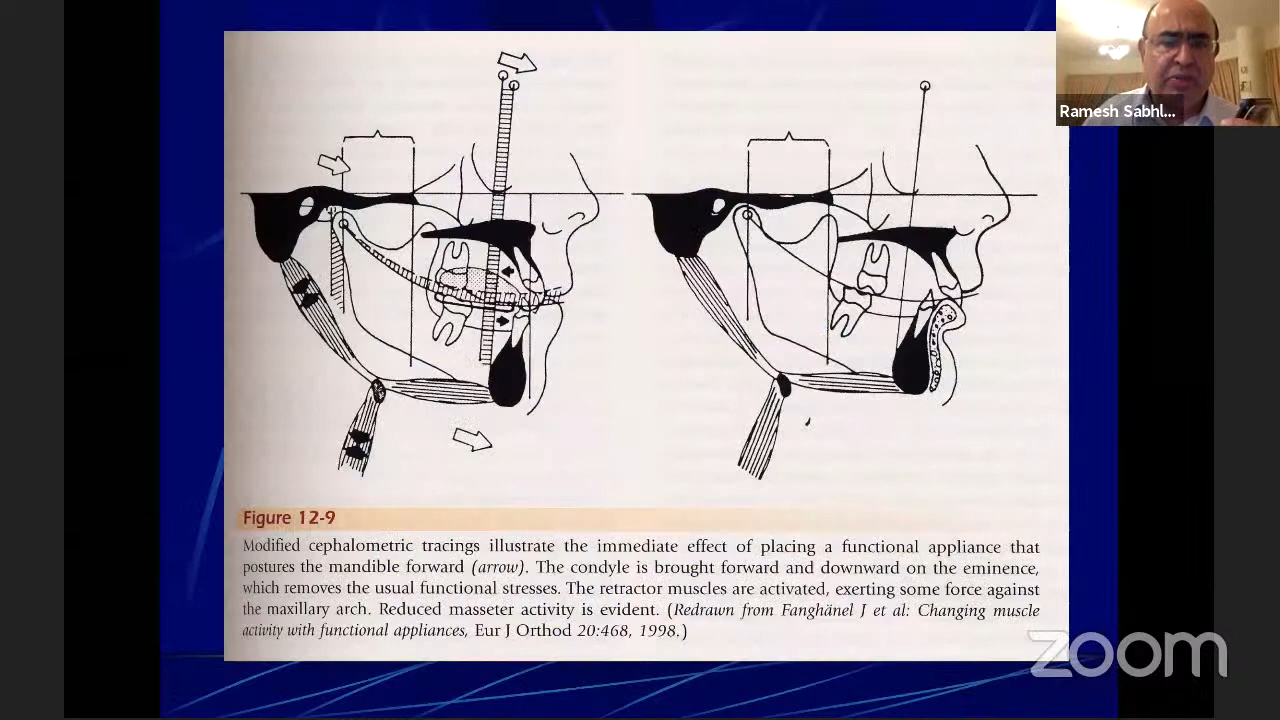 Ramesh Sabhl...
Figure 12-9
Modified cephalometric tracings illustrate the immediate effect of placing a functional appliance that
postures the mandible forward (arrow). The condyle is brought forward and downward on the eminence,
which removes the usual functional stresses. The retractor muscles are activated, exerting some force against
the maxillary arch. Reduced masseter activity is evident. (Redrawn from Fanghänel J et al: Changing muscle
activity with functional appliances, Eur J Orthod 20:468, 1998.)
zoom